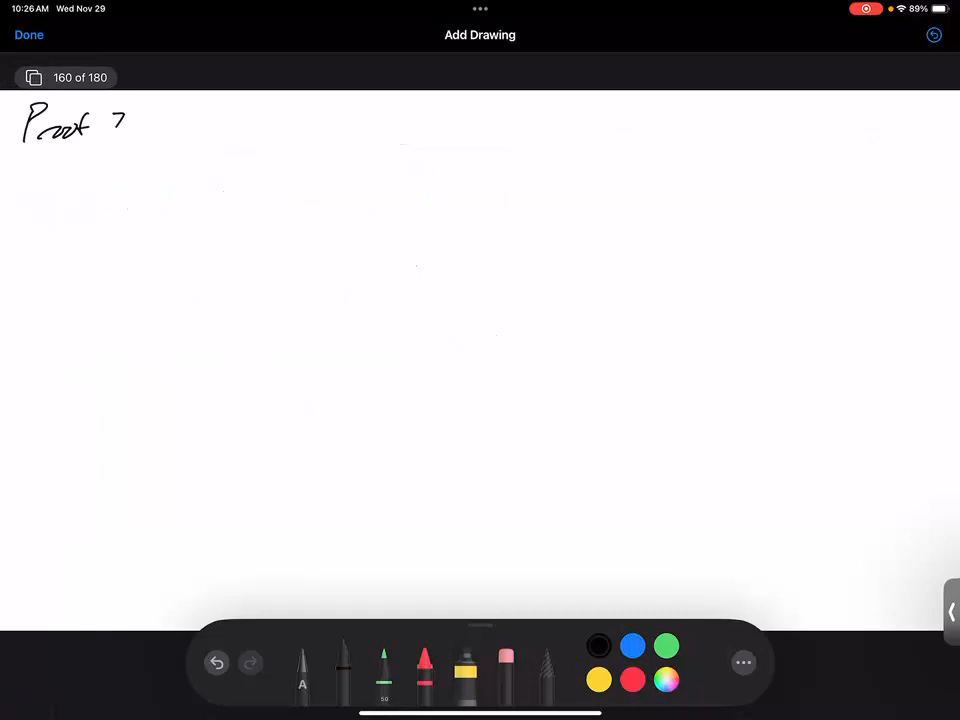 10:26 AM Wed Nov 29
89%
Done
Add Drawing
160 of 180
Proof 7
A
50